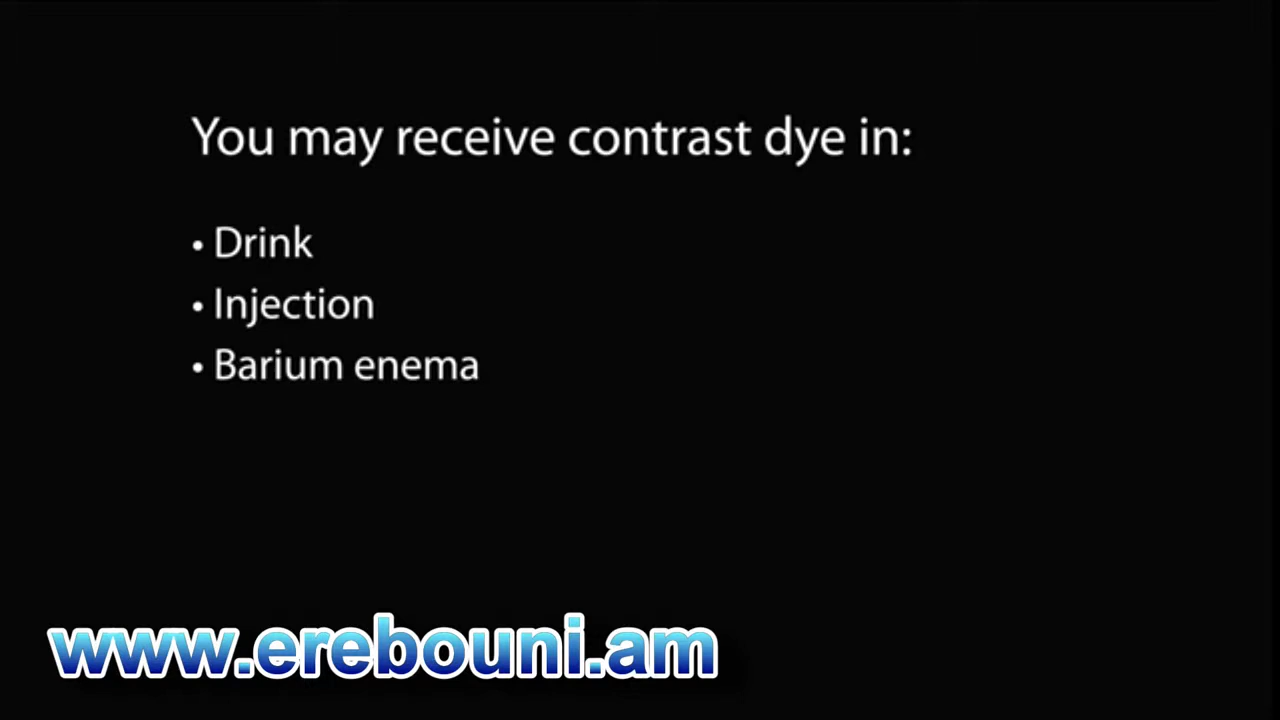 You may receive contrast dye in:
• Drink
• Injection
• Barium enema
www.erebouni.am